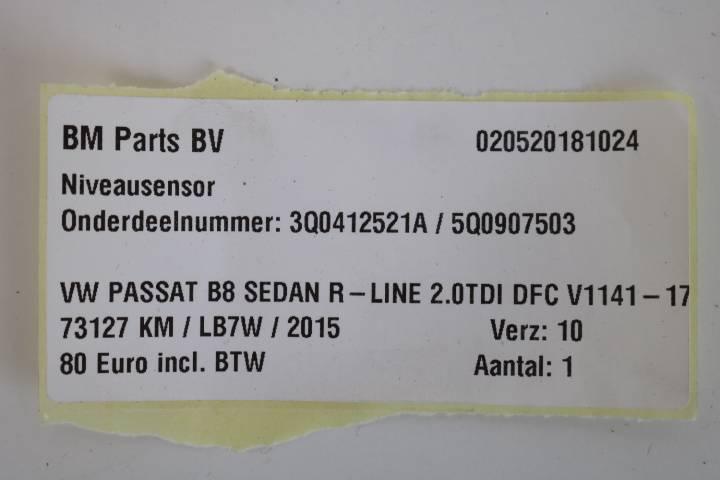 BM Parts BV 020520181024
Niveausensor
Onderdeelnummer: 3Q0412521A / 5Q0907503
VW PASSAT B8 SEDAN R-LINE 2.0TDI DFC V1141-17
73127 KM / LB7W / 2015 Verz: 10
80 Euro incl. BTW Aantal: 1